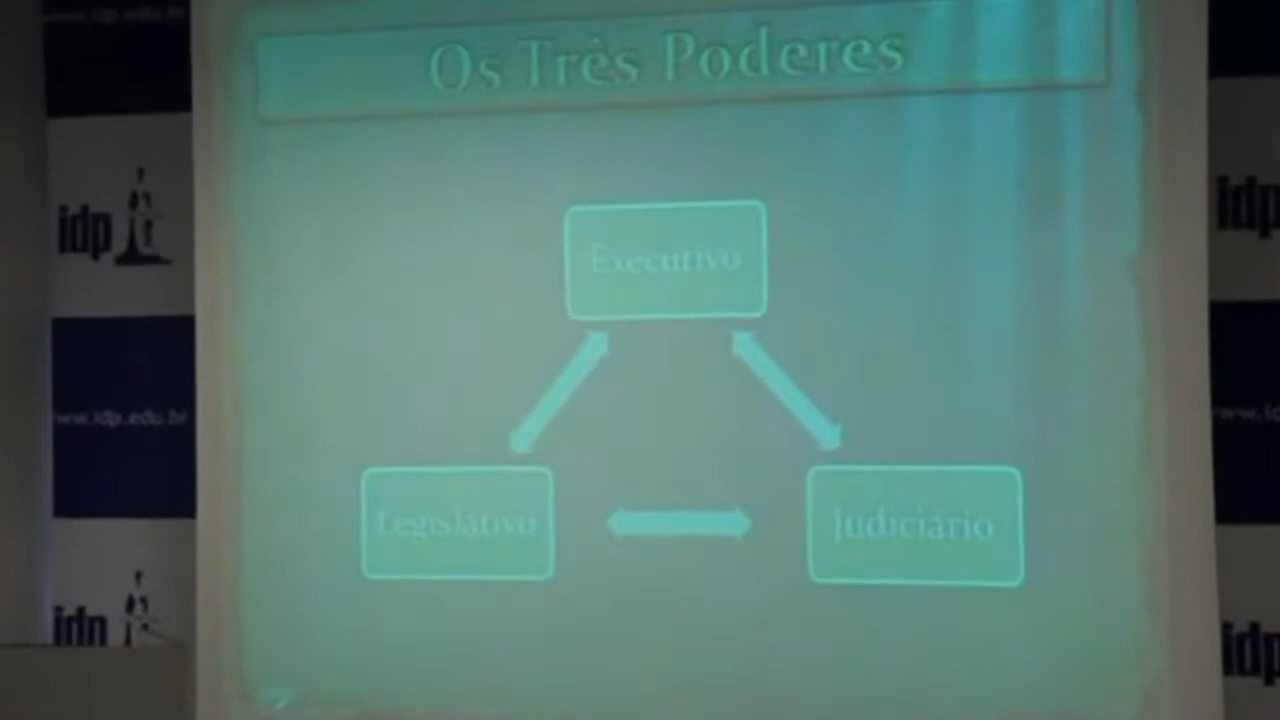 Os Três Poderes
Executivo
Legislativo
Judiciário
idp
www.idp.edu.br
idp
idp
idp